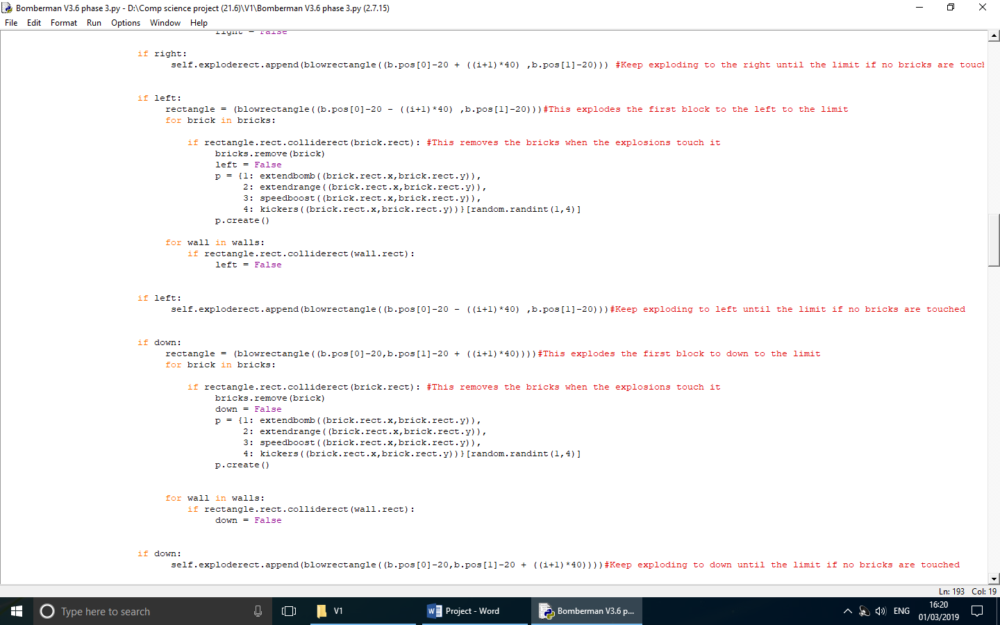 Bomberman V3.6 phase 3.py - D:\Comp science project (21.6)\V1\Bomberman V3.6 phase 3.py (2.7.15)
File Edit Format Run Options Window Help
right = False
if right:
self.exploderect.append(blowrectangle((b.pos[0]-20 + ((i+1)*40) ,b.pos[1]-20))) #Keep exploding to the right until the limit if no bricks are touch
if left:
rectangle = (blowrectangle((b.pos[0]-20 - ((i+1)*40) ,b.pos[1]-20)))#This explodes the first block to the left to the limit
for brick in bricks:
if rectangle.rect.colliderect(brick.rect): #This removes the bricks when the explosions touch it
bricks.remove(brick)
left = False
p = {1: extendbomb((brick.rect.x,brick.rect.y)),
2: extendrange((brick.rect.x,brick.rect.y)),
3: speedboost((brick.rect.x,brick.rect.y)),
4: kickers((brick.rect.x,brick.rect.y))}[random.randint(1,4)]
p.create()
for wall in walls:
if rectangle.rect.colliderect(wall.rect):
left = False
if left:
self.exploderect.append(blowrectangle((b.pos[0]-20 - ((i+1)*40) ,b.pos[1]-20)))#Keep exploding to left until the limit if no bricks are touched
if down:
rectangle = (blowrectangle((b.pos[0]-20,b.pos[1]-20 + ((i+1)*40))))#This explodes the first block to down to the limit
for brick in bricks:
if rectangle.rect.colliderect(brick.rect): #This removes the bricks when the explosions touch it
bricks.remove(brick)
down = False
p = {1: extendbomb((brick.rect.x,brick.rect.y)),
2: extendrange((brick.rect.x,brick.rect.y)),
3: speedboost((brick.rect.x,brick.rect.y)),
4: kickers((brick.rect.x,brick.rect.y))}[random.randint(1,4)]
p.create()
for wall in walls:
if rectangle.rect.colliderect(wall.rect):
down = False
if down:
self.exploderect.append(blowrectangle((b.pos[0]-20,b.pos[1]-20 + ((i+1)*40))))#Keep exploding to down until the limit if no bricks are touched
Ln: 193 Col: 19
Type here to search
V1
Project - Word
Bomberman V3.6 p...
ENG
16:20
01/03/2019